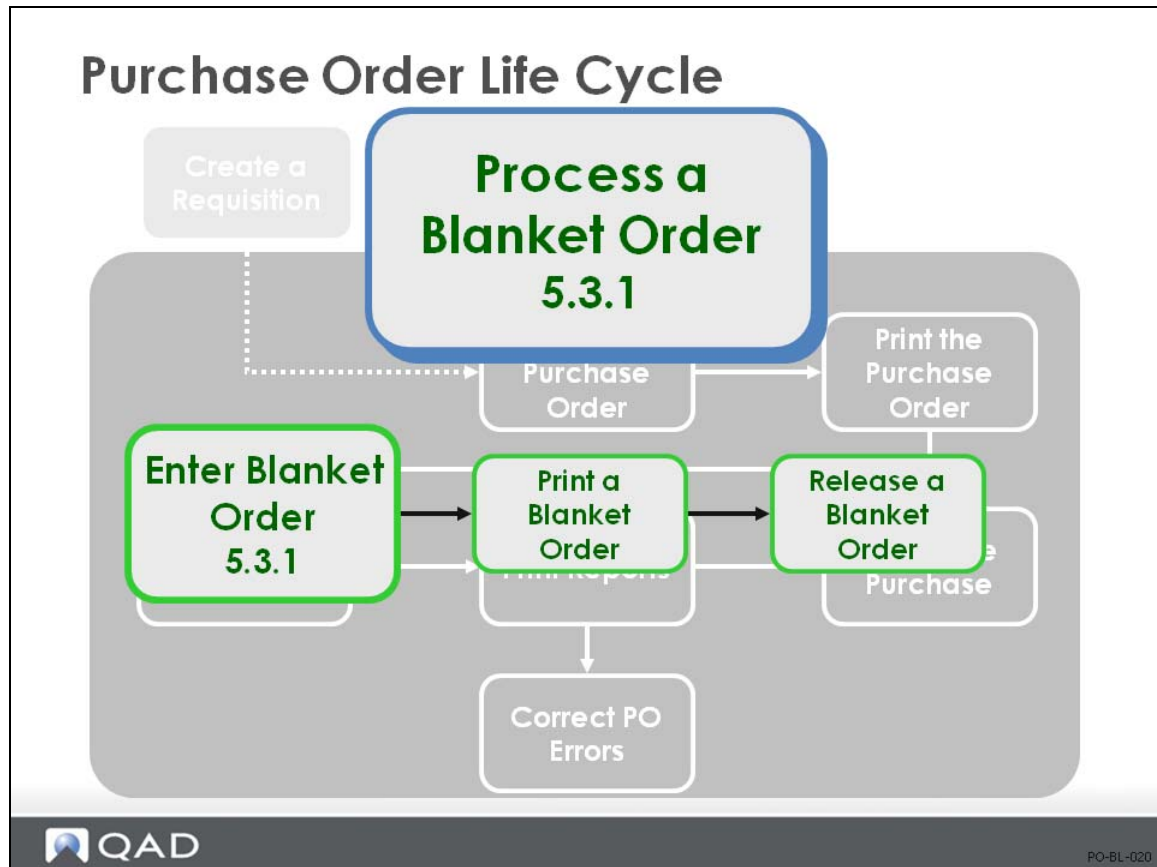 Purchase Order Life Cycle
Create a
Requisition
Process a
Blanket Order
5.3.1
Purchase
Order
Print the
Purchase
Order
Enter Blanket
Order
5.3.1
Print a
Blanket
Order
Release a
Blanket
Order
Print Reports
Purchase
Correct PO
Errors
QAD
PO-BL-020